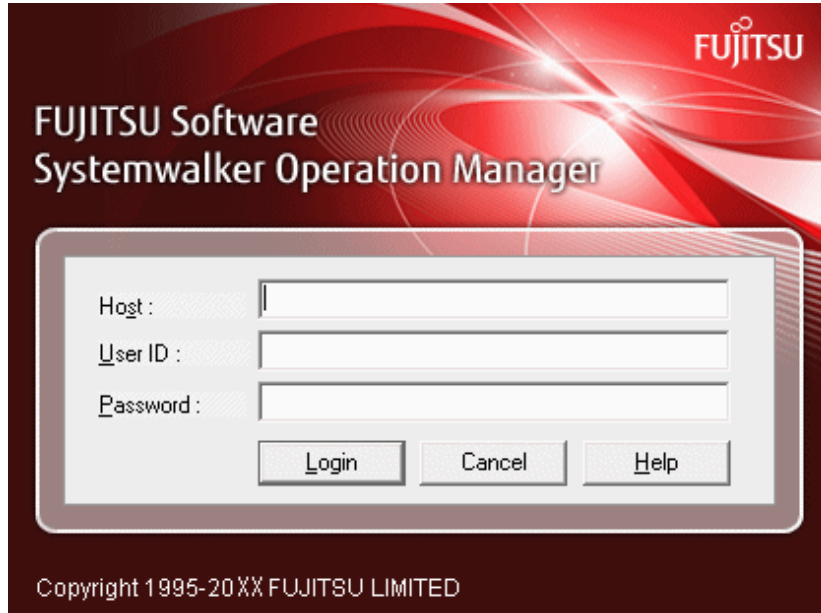 FUJITSU
FUJITSU Software
Systemwalker Operation Manager
Host :
User ID :
Password :
Login Cancel Help
Copyright 1995-20XX FUJITSU LIMITED